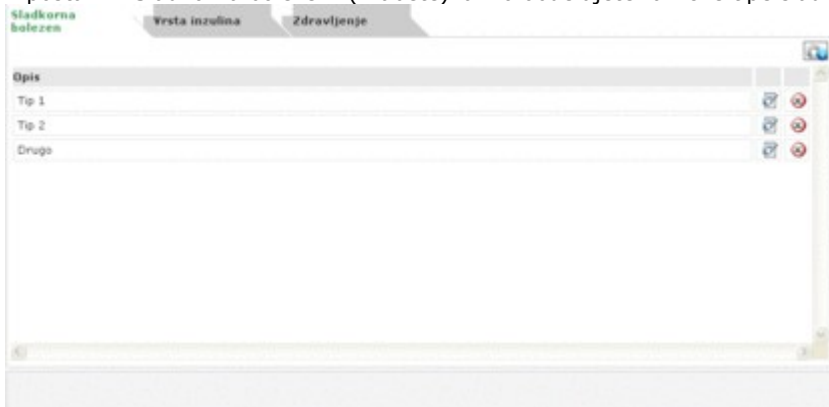 Sladkorna
bolezen
Vrsta inzulina
Zdravljenje
Opis
Tip 1
Tip 2
Drugo